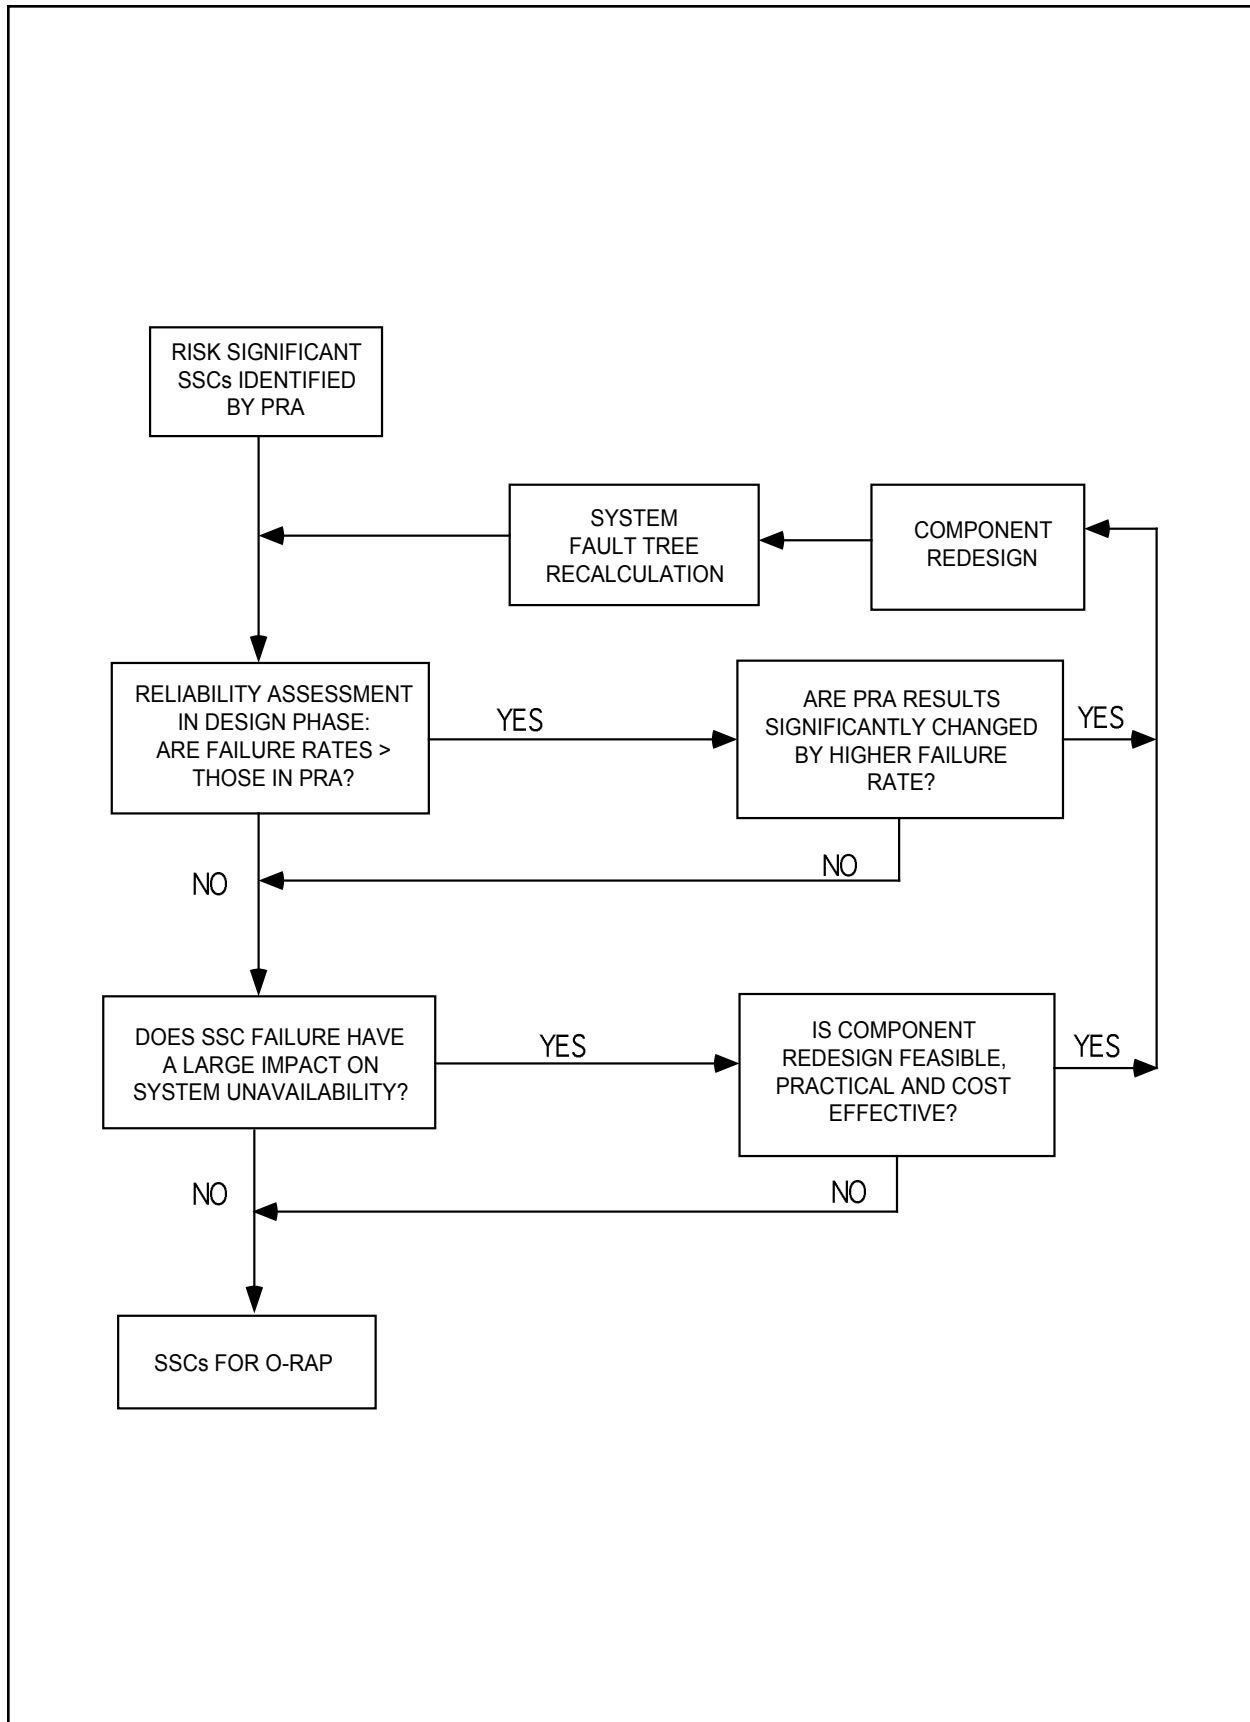 RISK SIGNIFICANT
SSCs IDENTIFIED
BY PRA
SYSTEM
FAULT TREE
RECALCULATION
COMPONENT
REDESIGN
RELIABILITY ASSESSMENT
IN DESIGN PHASE:
ARE FAILURE RATES >
THOSE IN PRA?
YES
ARE PRA RESULTS
SIGNIFICANTLY CHANGED
BY HIGHER FAILURE
RATE?
YES
NO
NO
DOES SSC FAILURE HAVE
A LARGE IMPACT ON
SYSTEM UNAVAILABILITY?
YES
IS COMPONENT
REDESIGN FEASIBLE,
PRACTICAL AND COST
EFFECTIVE?
YES
NO
NO
SSCs FOR O-RAP